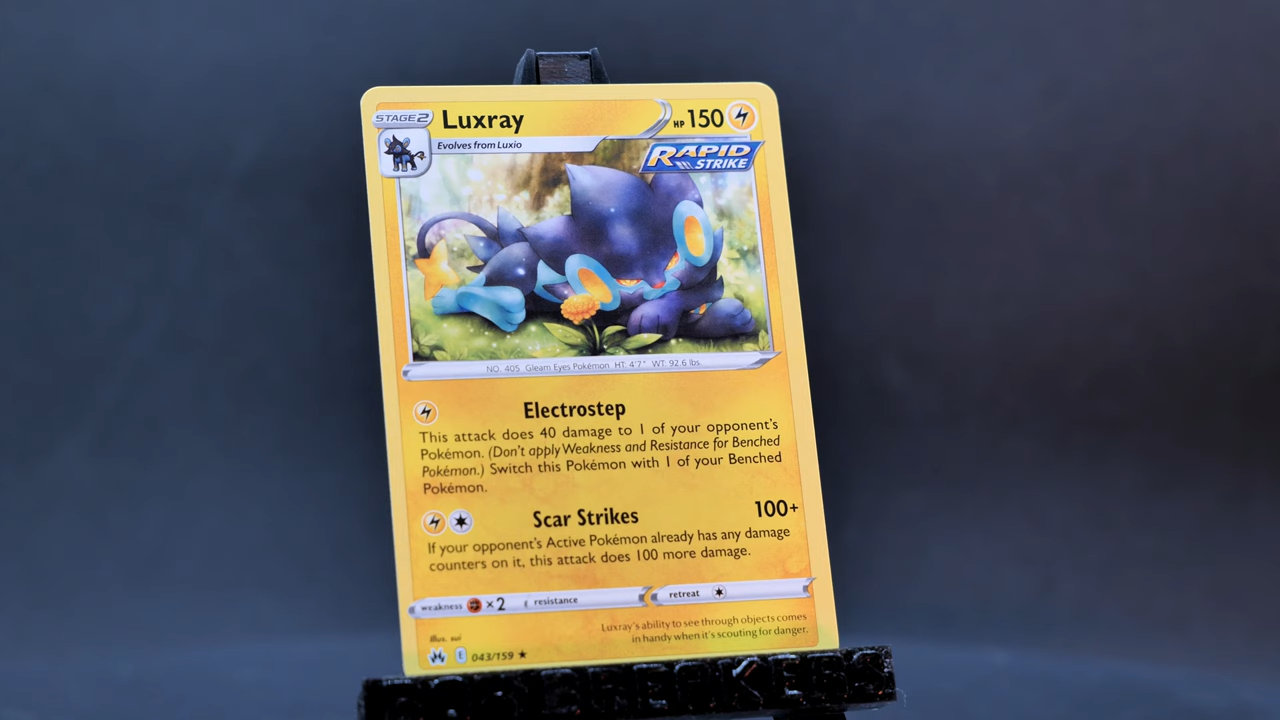 STAGE2 Luxray HP 150
Evolves from Luxio
RAPID
STRIKE
NO. 405 Gleam Eyes Pokémon HT: 4'7" WT: 92.6 lbs.
Electrostep
This attack does 40 damage to 1 of your opponent's
Pokémon. (Don't apply Weakness and Resistance for Benched
Pokémon.) Switch this Pokémon with 1 of your Benched
Pokémon.
Scar Strikes 100+
If your opponent's Active Pokémon already has any damage
counters on it, this attack does 100 more damage.
weakness ×2 resistance retreat
Luxray's ability to see through objects comes
in handy when it's scouting for danger.
Illus. sui
E 043/159 ★